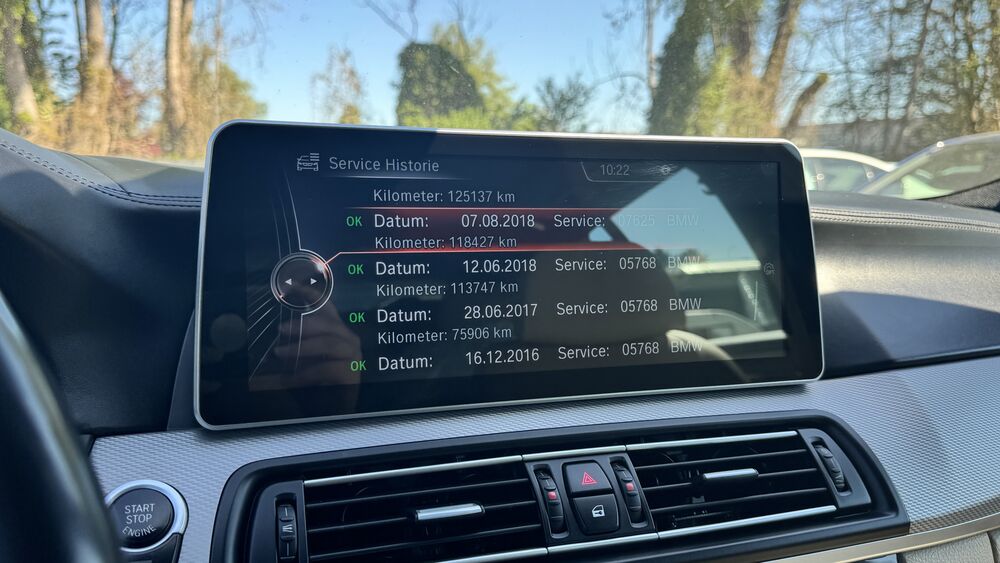 Service Historie
10:22
Kilometer: 125137 km
OK Datum: 07.08.2018 Service: 07625 BMW
Kilometer: 118427 km
OK Datum: 12.06.2018 Service: 05768 BMW
Kilometer: 113747 km
OK Datum: 28.06.2017 Service: 05768 BMW
Kilometer: 75906 km
OK Datum: 16.12.2016 Service: 05768 BMW
START
STOP
ENGINE